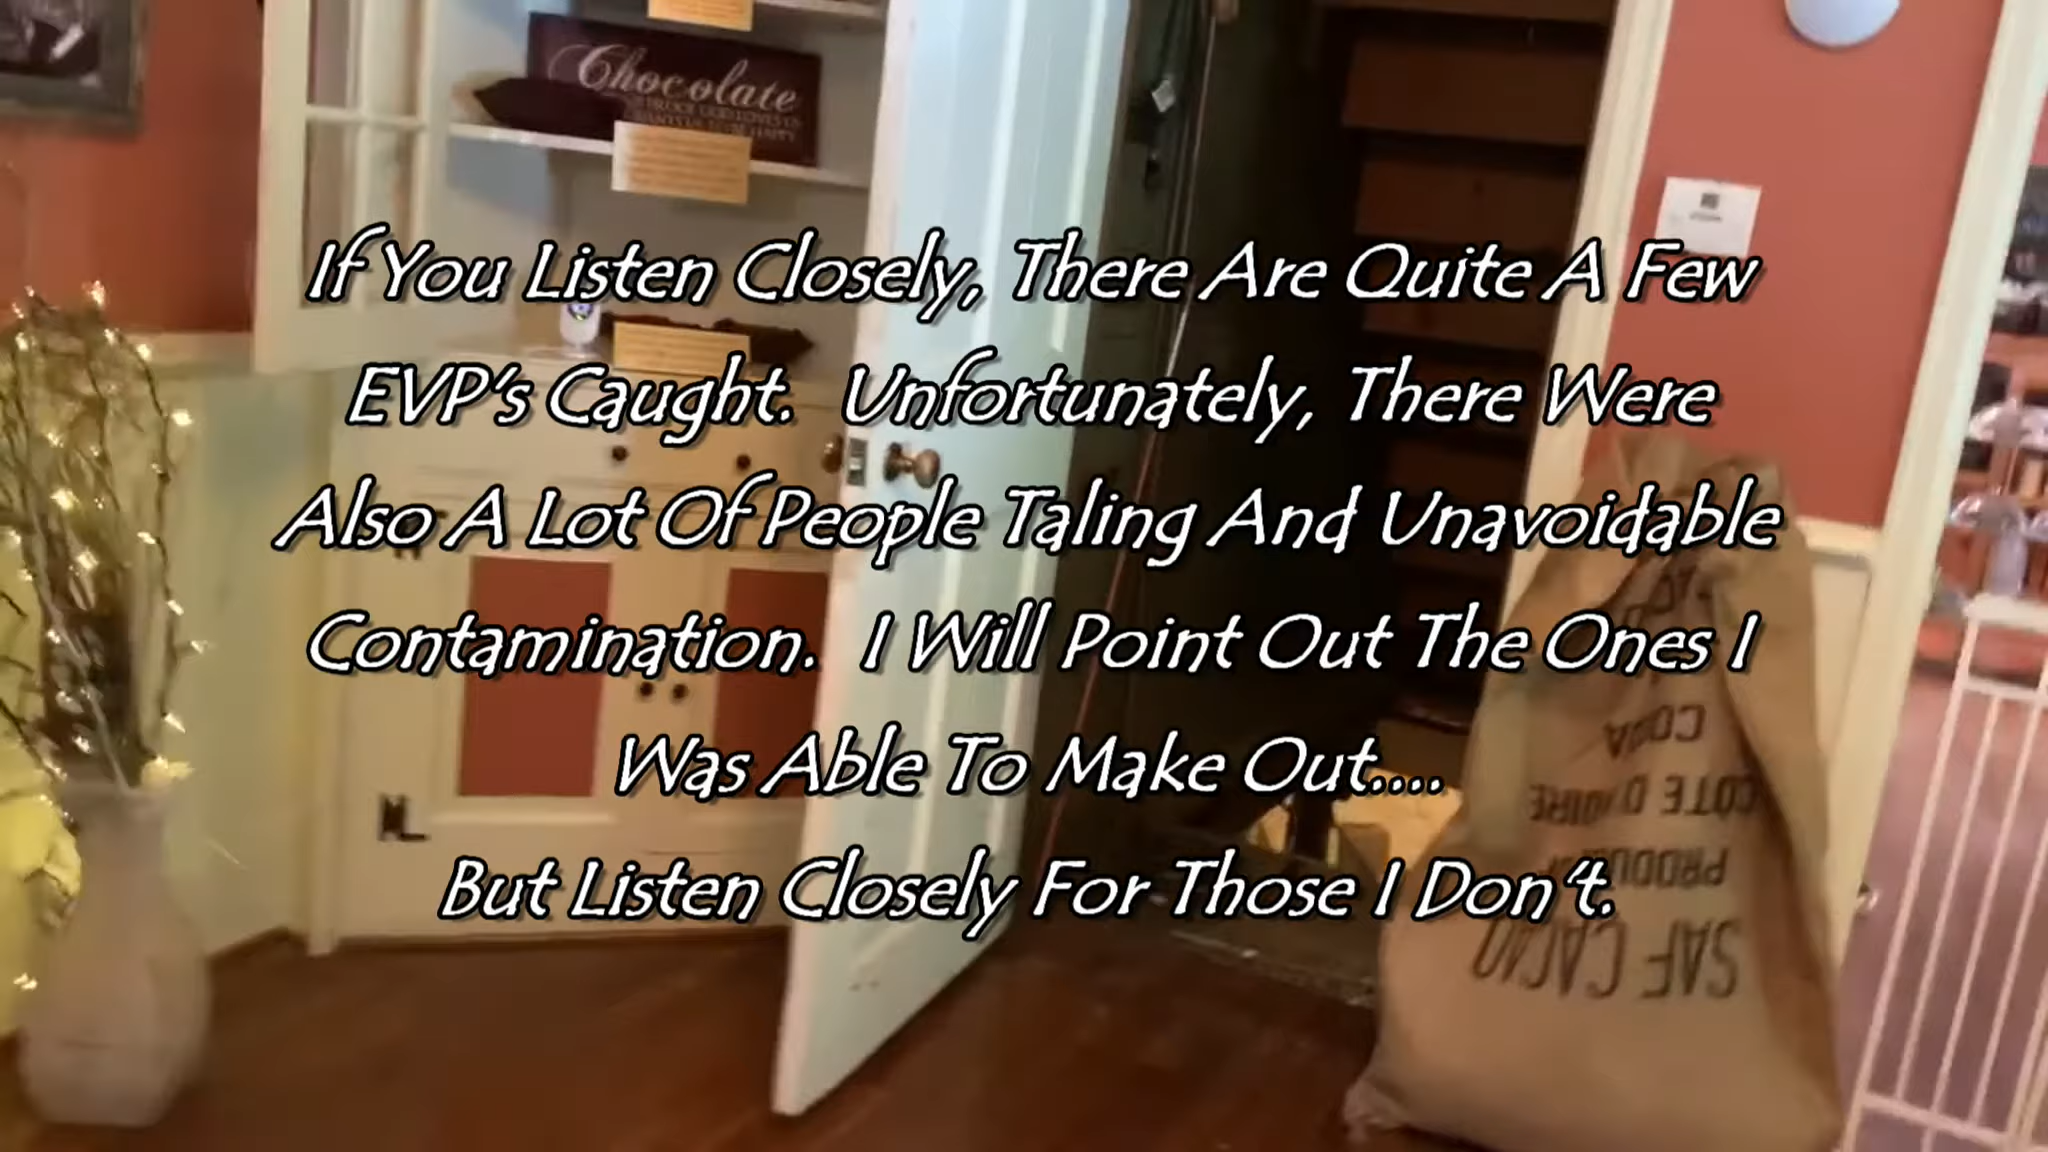 Chocolate
If You Listen Closely, There Are Quite A Few
EVP's Caught.  Unfortunately, There Were
Also A Lot Of People Taling And Unavoidable
Contamination.  I Will Point Out The Ones I
Was Able To Make Out....
But Listen Closely For Those I Don't.
COTE D'IVOIRE
SAF CACAO